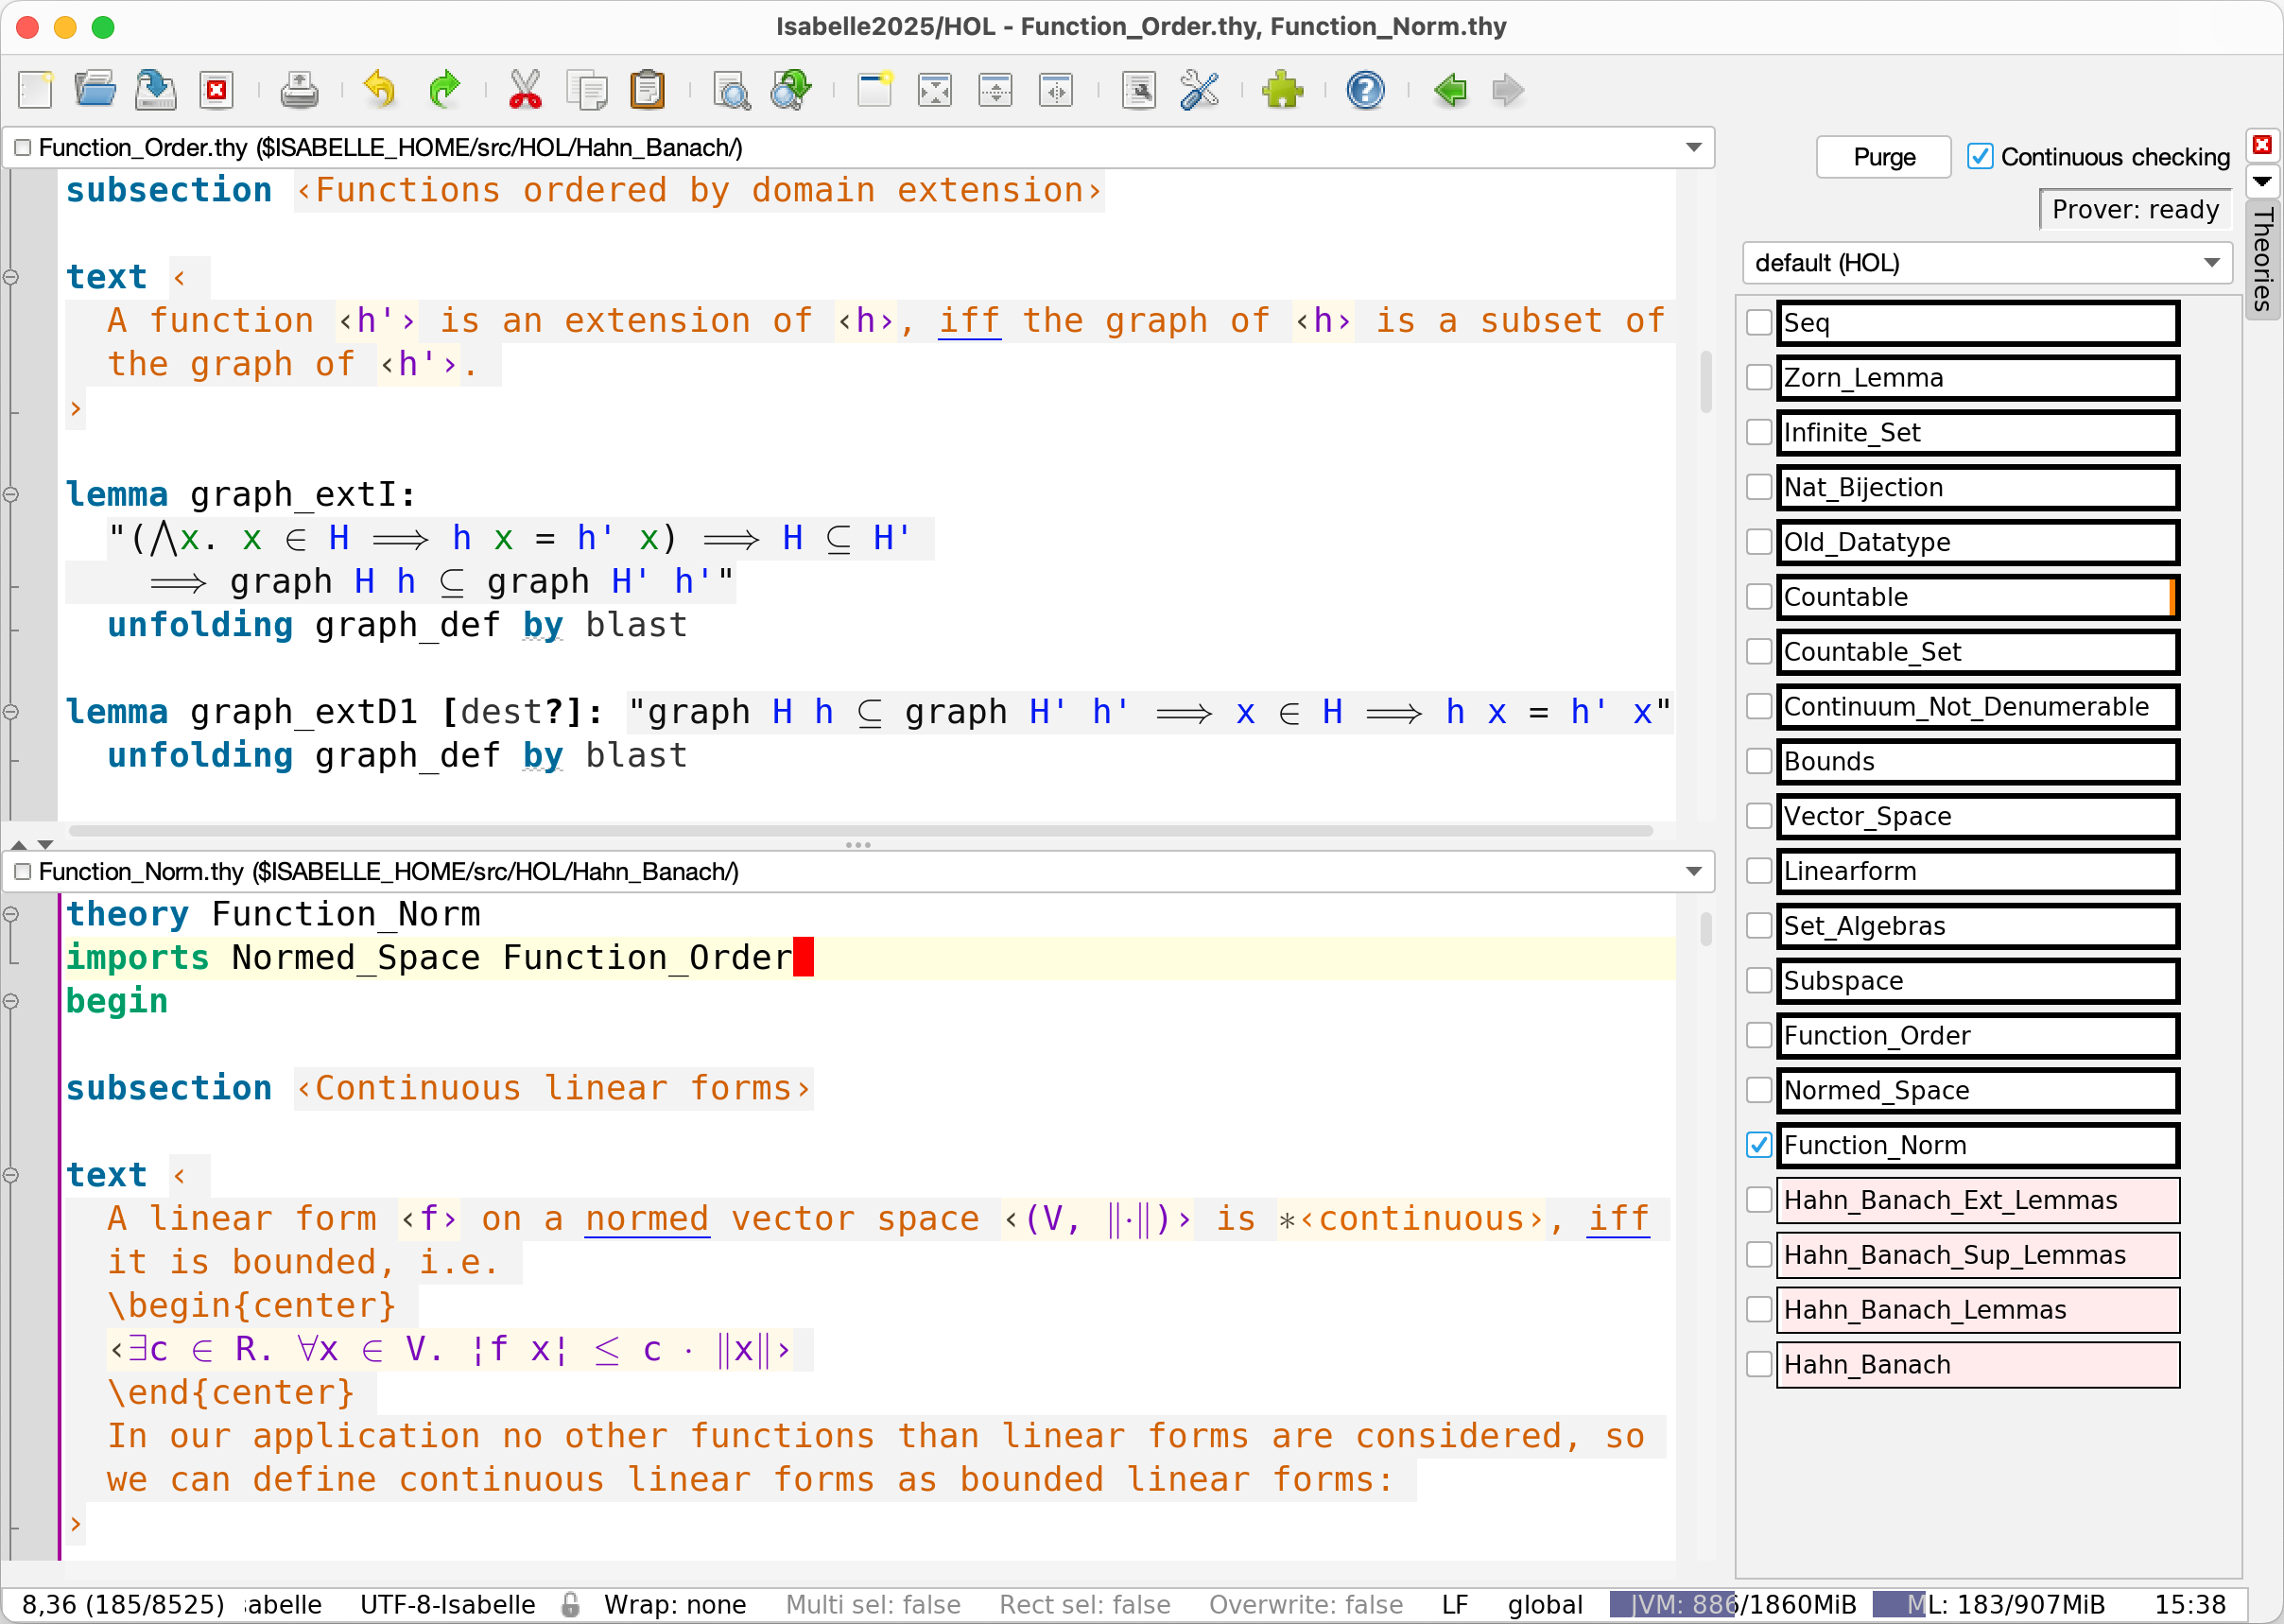 Isabelle2025/HOL - Function_Order.thy, Function_Norm.thy
Function_Order.thy ($ISABELLE_HOME/src/HOL/Hahn_Banach/)
subsection ‹Functions ordered by domain extension›
text ‹
A function ‹h'› is an extension of ‹h›, iff the graph of ‹h› is a subset of
the graph of ‹h'›.
›
lemma graph_extI:
"(⋀x. x ∈ H ⟹ h x = h' x) ⟹ H ⊆ H'
⟹ graph H h ⊆ graph H' h'"
unfolding graph_def by blast
lemma graph_extD1 [dest?]: "graph H h ⊆ graph H' h' ⟹ x ∈ H ⟹ h x = h' x"
unfolding graph_def by blast
Function_Norm.thy ($ISABELLE_HOME/src/HOL/Hahn_Banach/)
theory Function_Norm
imports Normed_Space Function_Order
begin
subsection ‹Continuous linear forms›
text ‹
A linear form ‹f› on a normed vector space ‹(V, ∥⋅∥)› is *‹continuous›, iff
it is bounded, i.e.
\begin{center}
‹∃c ∈ R. ∀x ∈ V. ¦f x¦ ≤ c ⋅ ∥x∥›
\end{center}
In our application no other functions than linear forms are considered, so
we can define continuous linear forms as bounded linear forms:
›
Purge
Continuous checking
Prover: ready
default (HOL)
Theories
Seq
Zorn_Lemma
Infinite_Set
Nat_Bijection
Old_Datatype
Countable
Countable_Set
Continuum_Not_Denumerable
Bounds
Vector_Space
Linearform
Set_Algebras
Subspace
Function_Order
Normed_Space
Function_Norm
Hahn_Banach_Ext_Lemmas
Hahn_Banach_Sup_Lemmas
Hahn_Banach_Lemmas
Hahn_Banach
8,36 (185/8525) abelle UTF-8-Isabelle Wrap: none Multi sel: false Rect sel: false Overwrite: false LF global JVM: 886/1860MiB ML: 183/907MiB 15:38